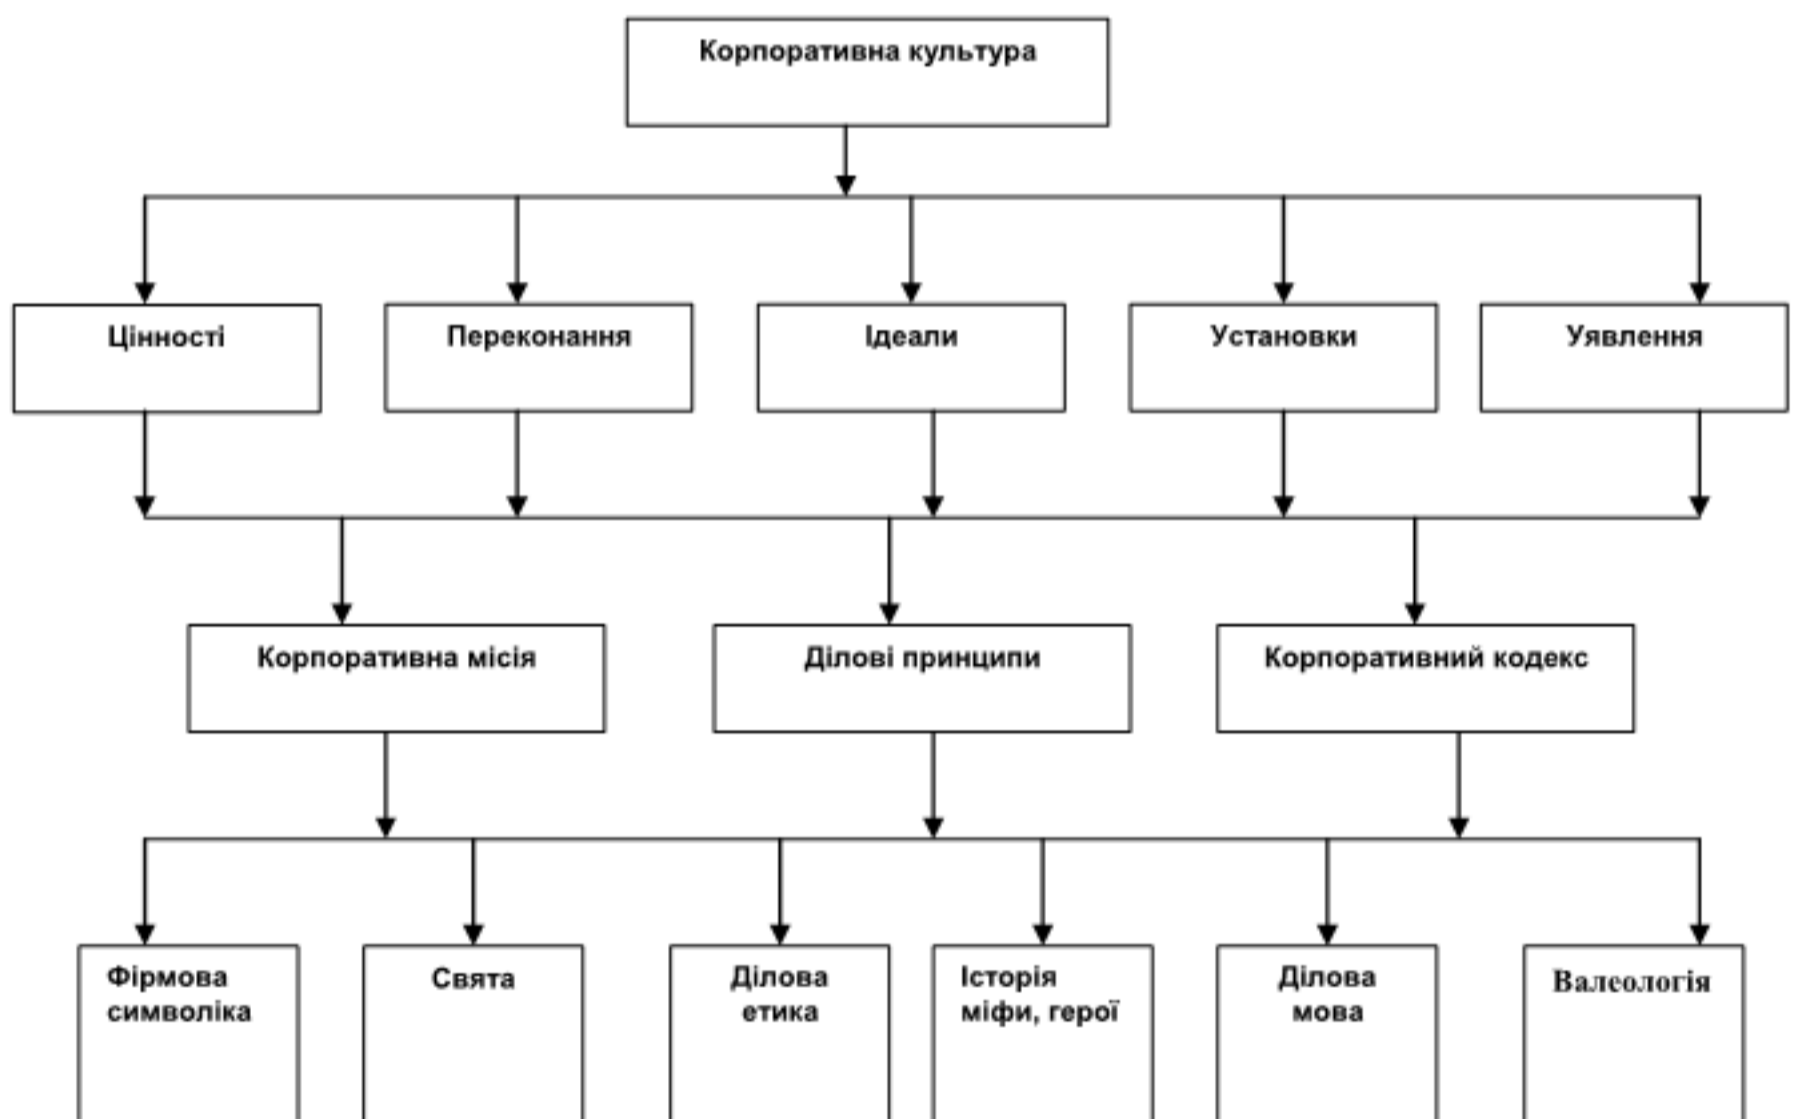 Корпоративна культура
Цінності
Переконання
Ідеали
Установки
Уявлення
Корпоративна місія
Ділові принципи
Корпоративний кодекс
Фірмова
символіка
Свята
Ділова
етика
Історія
міфи, герої
Ділова
мова
Валеологія